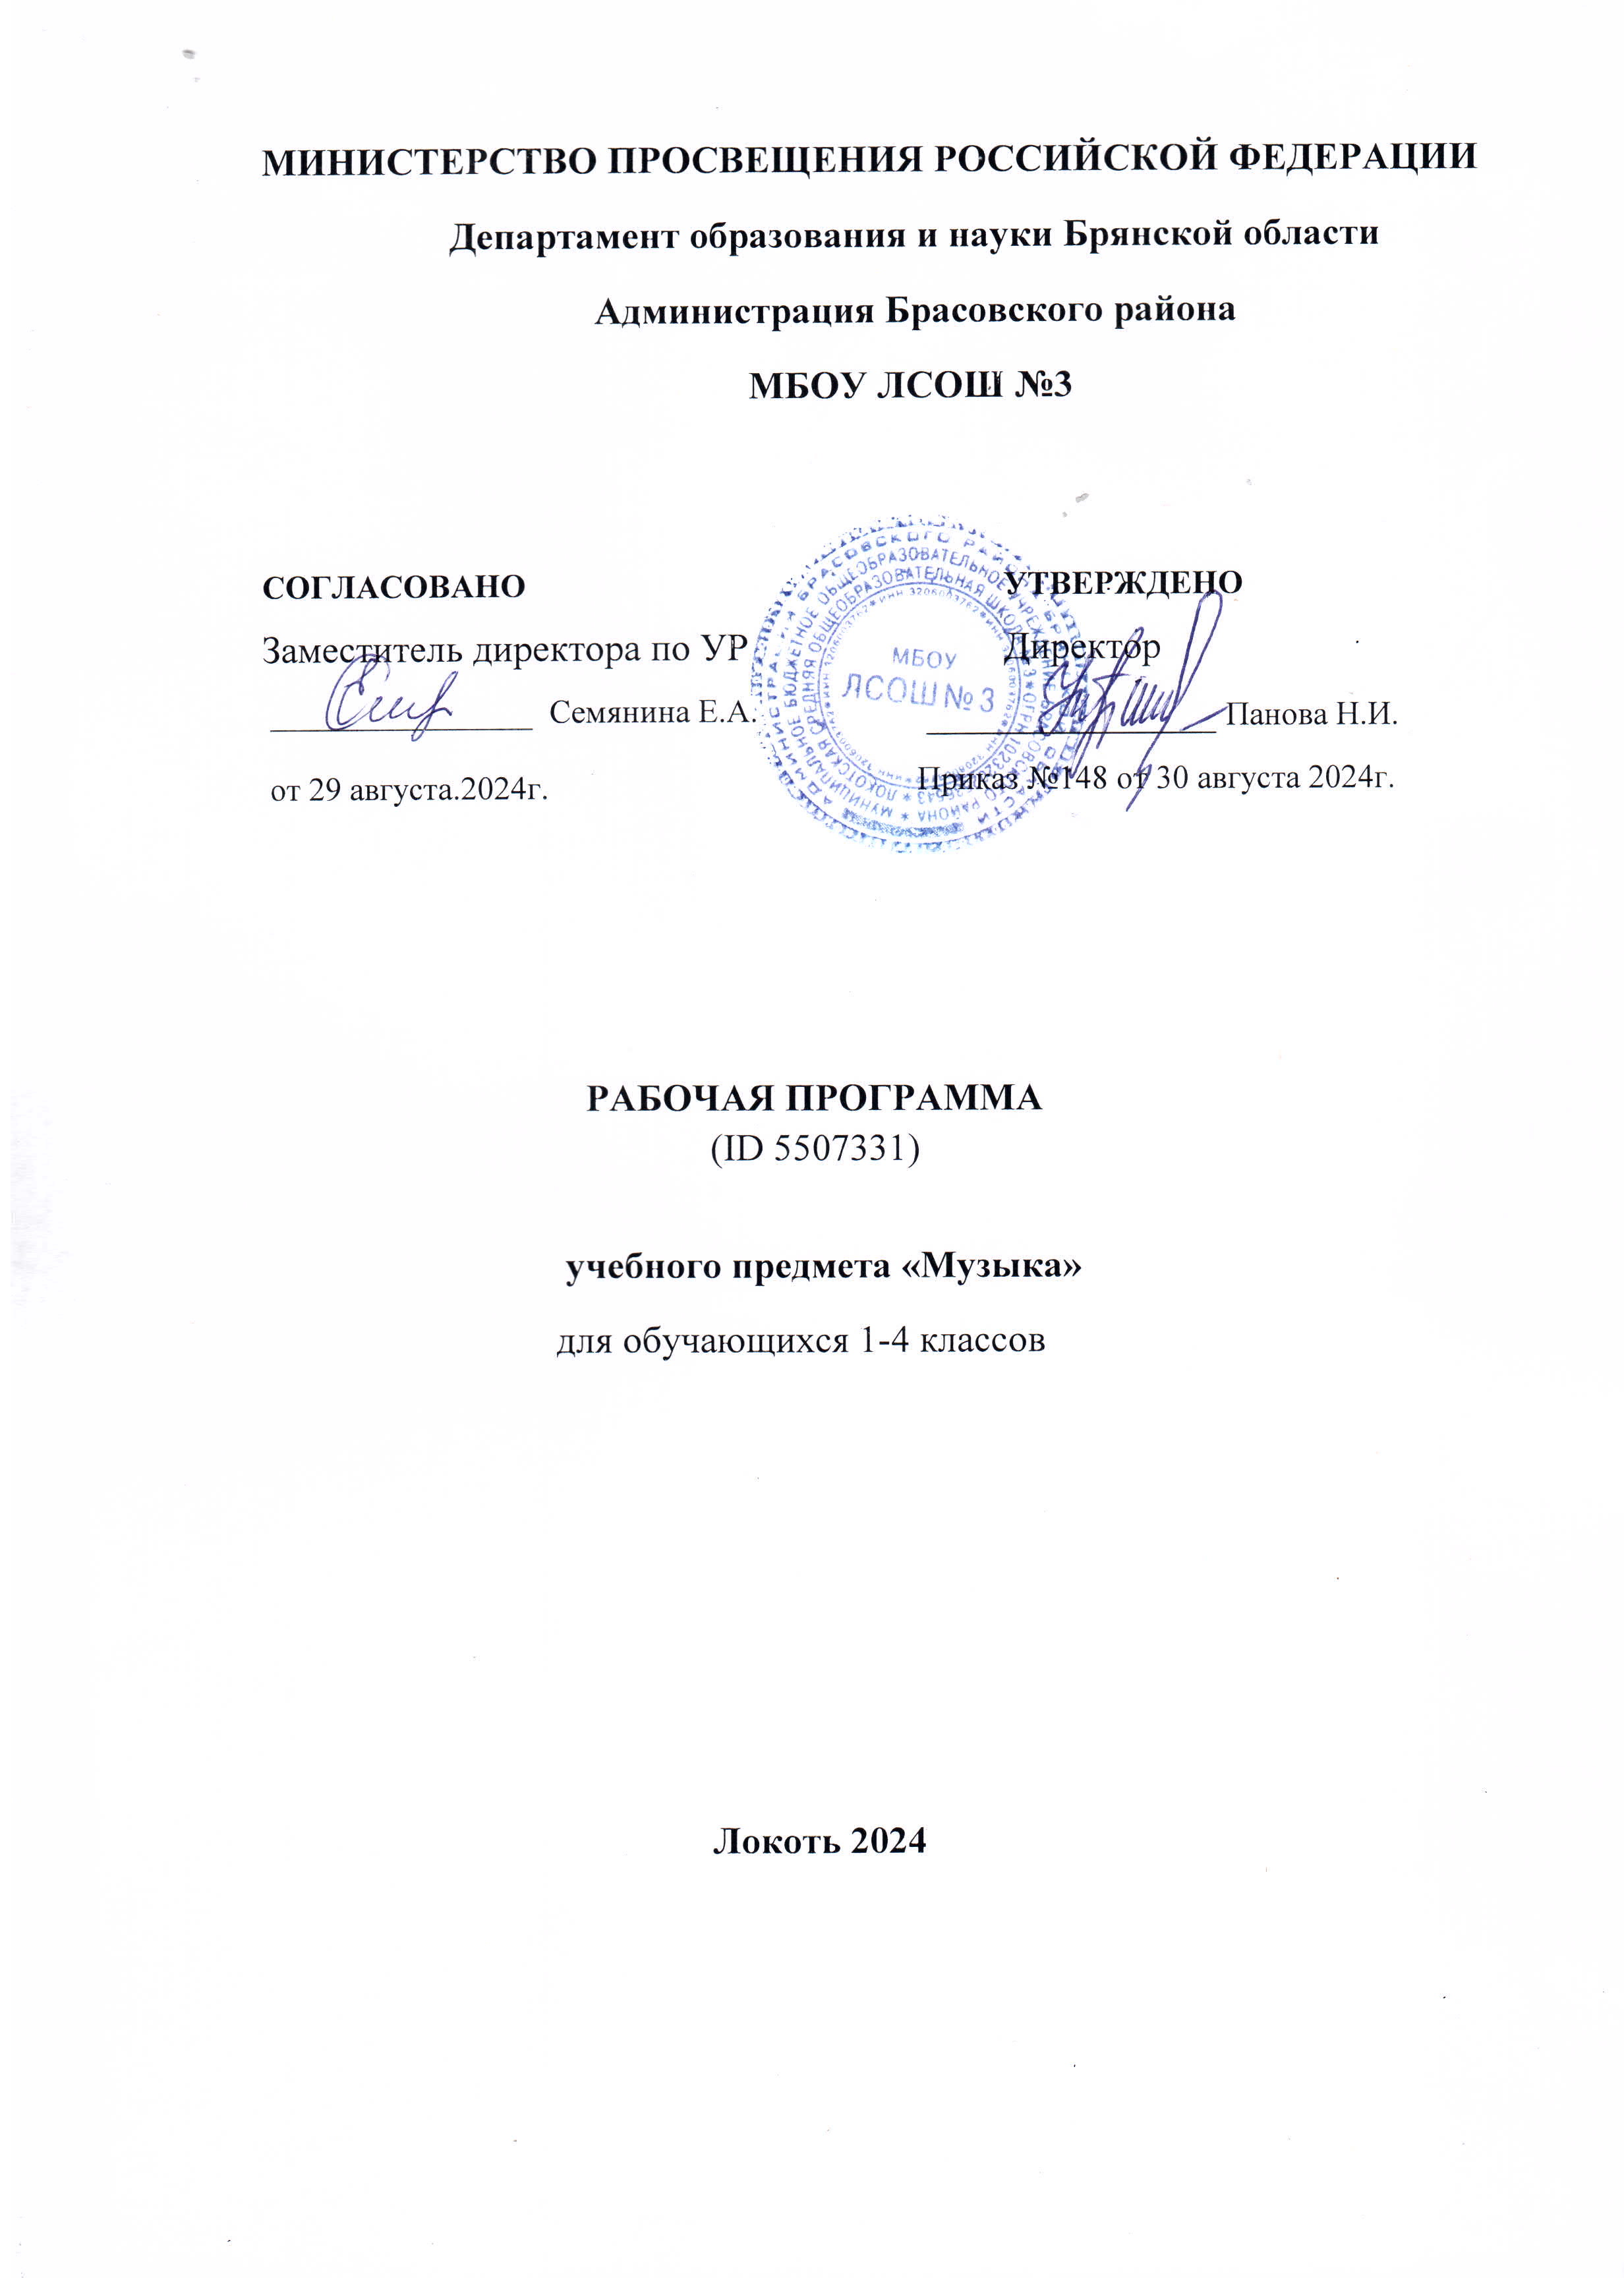 МИНИСТЕРСТВО ПРОСВЕЩЕНИЯ РОССИЙСКОЙ ФЕДЕРАЦИИ
Департамент образования и науки Брянской области
Администрация Брасовского района
МБОУ ЛСОШ №3
СОГЛАСОВАНО
Заместитель директора по УР
Семянина Е.А.
от 29 августа.2024г.
УТВЕРЖДЕНО
Директор
Панова Н.И.
Приказ №148 от 30 августа 2024г.
МБОУ
ЛСОШ №3
РАБОЧАЯ ПРОГРАММА
(ID 5507331)
учебного предмета «Музыка»
для обучающихся 1-4 классов
Локоть 2024